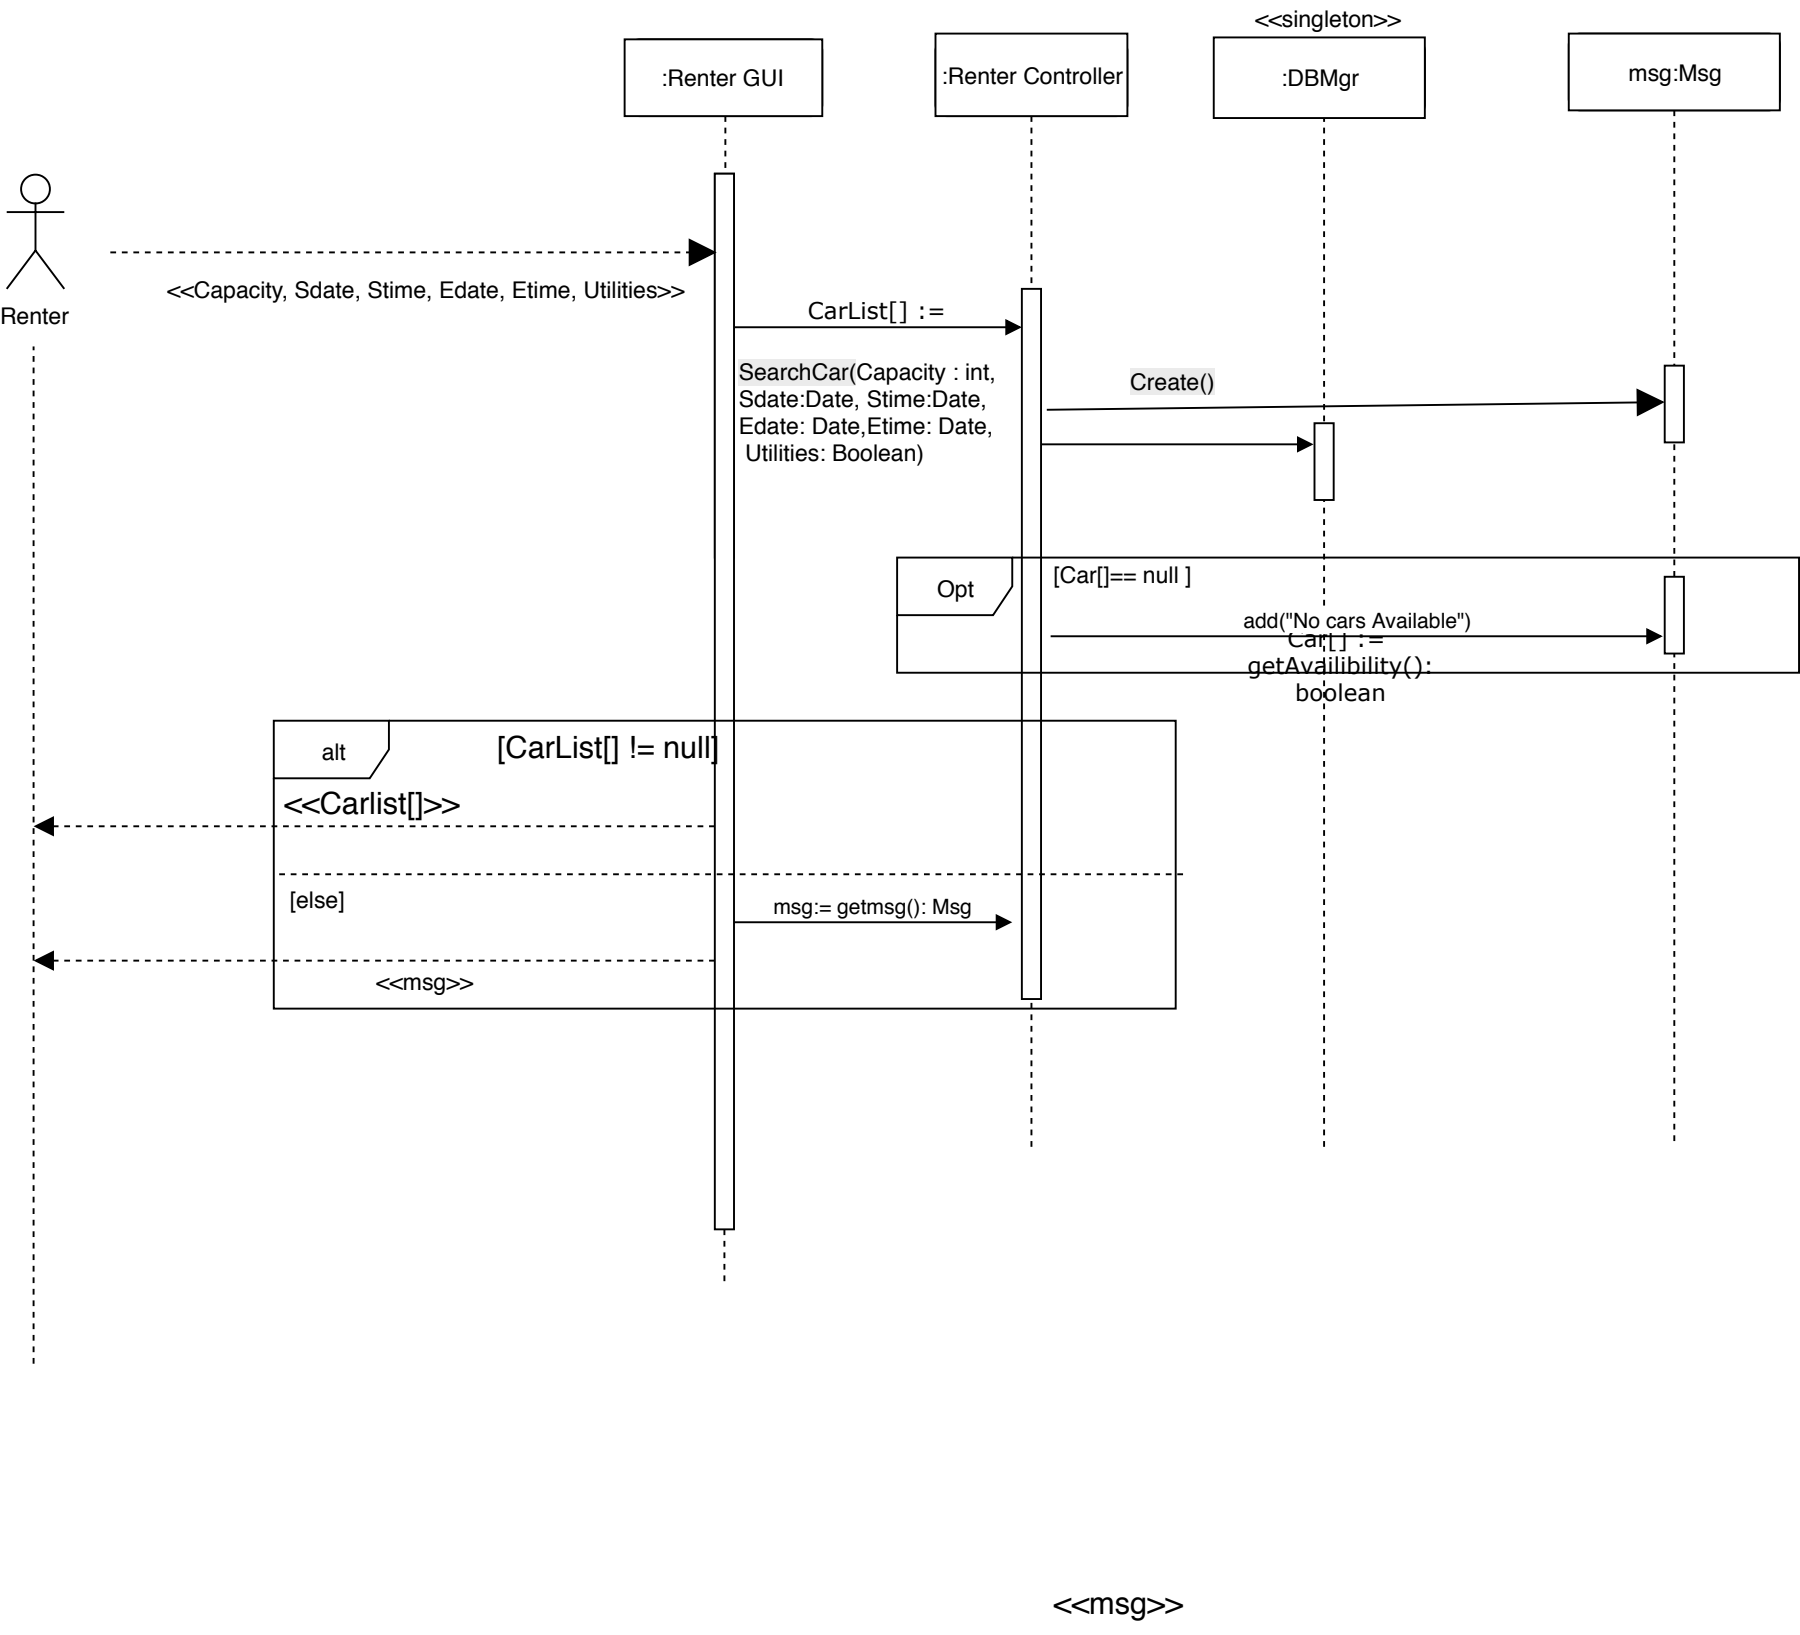 <<singleton>>
:Renter GUI
:Renter Controller
:DBMgr
msg:Msg
<<Capacity, Sdate, Stime, Edate, Etime, Utilities>>
Renter
CarList[] :=
SearchCar(Capacity : int,
Sdate:Date, Stime:Date,
Edate: Date,Etime: Date,
Utilities: Boolean)
Create()
Opt
[Car[]== null ]
add("No cars Available")
Car[] :=
getAvailibility():
boolean
alt
[CarList[] != null]
<<Carlist[]>>
[else]
msg:= getmsg(): Msg
<<msg>>
<<msg>>